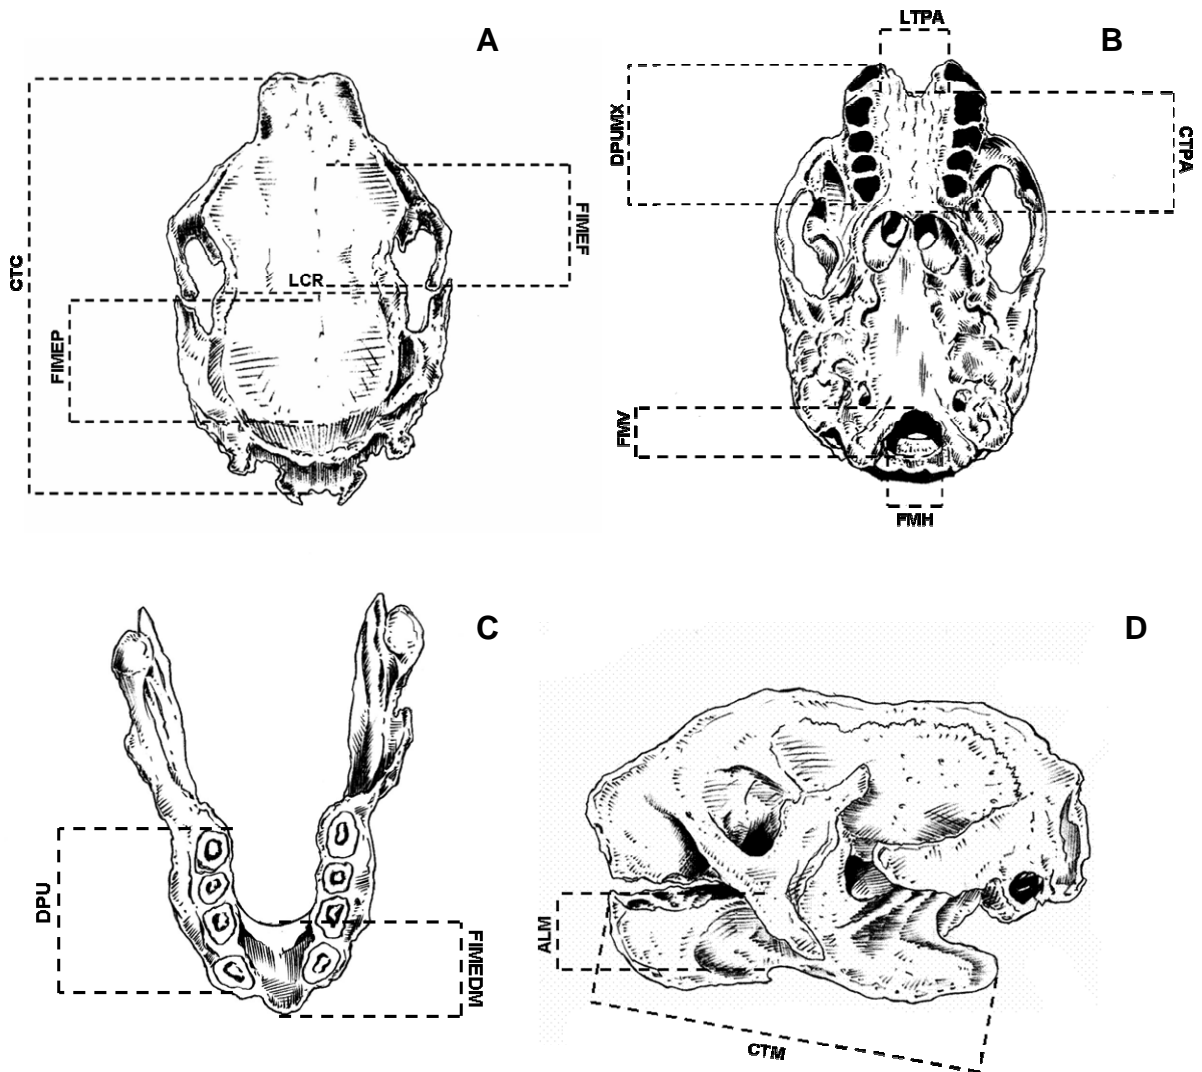 A
CTC
FIMEF
LCR
FIMEP
LTPA
B
DPUMX
CTPA
FMV
FMH
C
DPU
FIMEDM
D
ALM
CTM